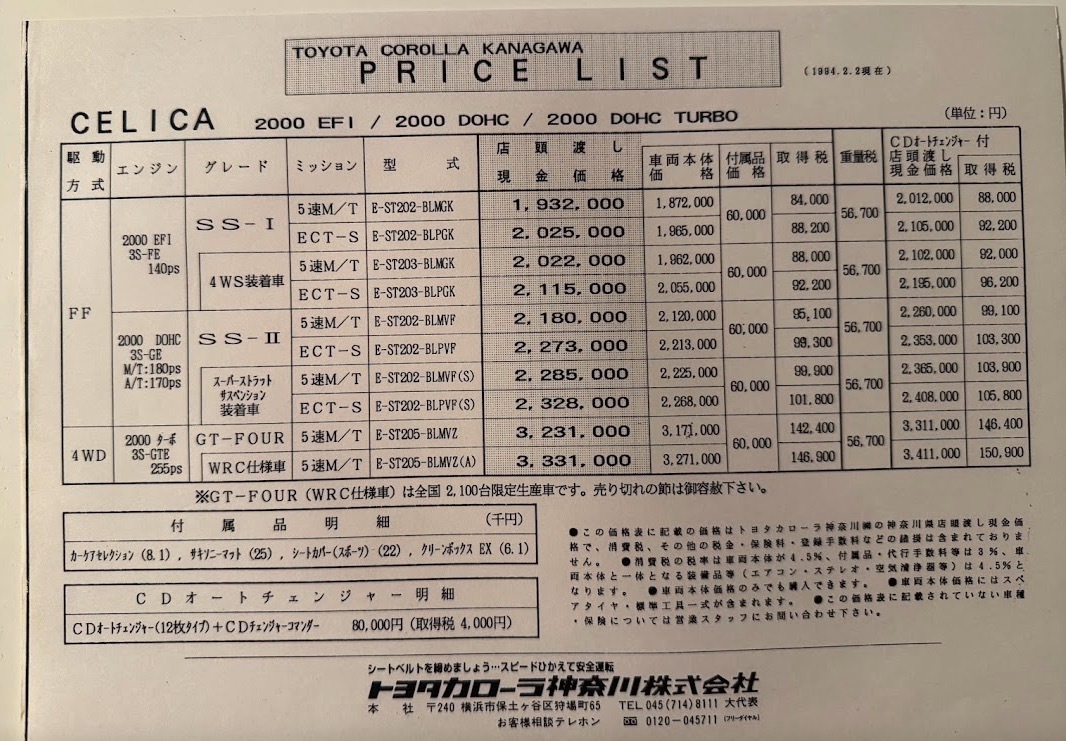 TOYOTA COROLLA KANAGAWA
PRICE LIST
(1994.2.2現在)
CELICA 2000 EFI / 2000 DOHC / 2000 DOHC TURBO (単位:円)
駆動方式 エンジン グレード ミッション 型式 店頭渡し現金価格 車両本体価格 付属品価格 取得税 重量税 CDオートチェンジャー付 店頭渡し現金価格 取得税
FF 2000 EFI 3S-FE 140ps SS-I 5速M/T E-ST202-BLMGK 1,932,000 1,872,000 60,000 84,000 56,700 2,012,000 88,000
ECT-S E-ST202-BLPGK 2,025,000 1,965,000 88,200 2,105,000 92,200
4WS装着車 5速M/T E-ST203-BLMGK 2,022,000 1,962,000 60,000 88,000 56,700 2,102,000 92,000
ECT-S E-ST203-BLPGK 2,115,000 2,055,000 92,200 2,195,000 96,200
2000 DOHC 3S-GE M/T:180ps A/T:170ps SS-II 5速M/T E-ST202-BLMVF 2,180,000 2,120,000 60,000 95,100 56,700 2,260,000 99,100
ECT-S E-ST202-BLPVF 2,273,000 2,213,000 99,300 2,353,000 103,300
スーパーストラットサスペンション装着車 5速M/T E-ST202-BLMVF(S) 2,285,000 2,225,000 60,000 99,900 56,700 2,365,000 103,900
ECT-S E-ST202-BLPVF(S) 2,328,000 2,268,000 101,800 2,408,000 105,800
4WD 2000 ターボ 3S-GTE 255ps GT-FOUR 5速M/T E-ST205-BLMVZ 3,231,000 3,171,000 60,000 142,400 56,700 3,311,000 146,400
WRC仕様車 5速M/T E-ST205-BLMVZ(A) 3,331,000 3,271,000 146,900 3,411,000 150,900
※GT-FOUR(WRC仕様車)は全国 2,100台限定生産車です。売り切れの節は御容赦下さい。
付属品明細 (千円)
カーケアセレクション(8.1), サキソニーマット(25), シートカバー(スポーツ)(22), クリーンボックス EX(6.1)
CDオートチェンジャー明細
CDオートチェンジャー(12枚タイプ)+CDチェンジャーコマンダー 80,000円(取得税 4,000円)
●この価格表に記載の価格はトヨタカローラ神奈川㈱の神奈川県店頭渡し現金価
格で、消費税、その他の税金・保険料・登録手数料などの諸掛は含まれておりま
せん。 ●消費税の税率は車両本体が4.5%、付属品・代行手数料等は3%、車
両本体と一体となる装備品等(エアコン・ステレオ・空気清浄器等)は4.5%と
なります。 ●車両本体価格のみでも購入できます。 ●車両本体価格にはスペ
アタイヤ・標準工具一式が含まれます。 ●この価格表に記載されていない車種
・保険については営業スタッフにお問い合わせ下さい。
シートベルトを締めましょう…スピードひかえて安全運転
トヨタカローラ神奈川株式会社
本 社 〒240 横浜市保土ヶ谷区狩場町65 TEL 045(714)8111 大代表
お客様相談テレホン 0120-045711 (フリーダイヤル)